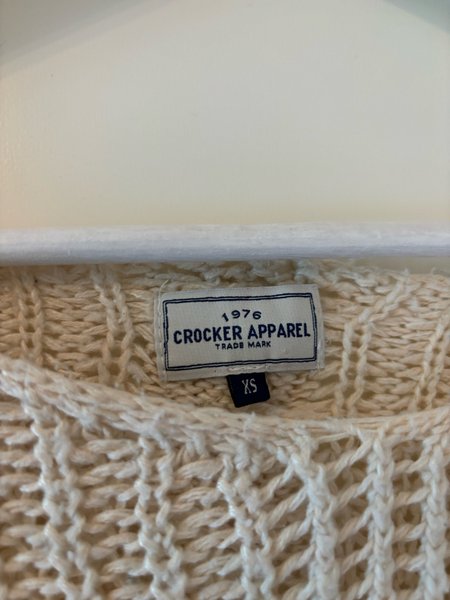 1976
CROCKER APPAREL
TRADE MARK
XS